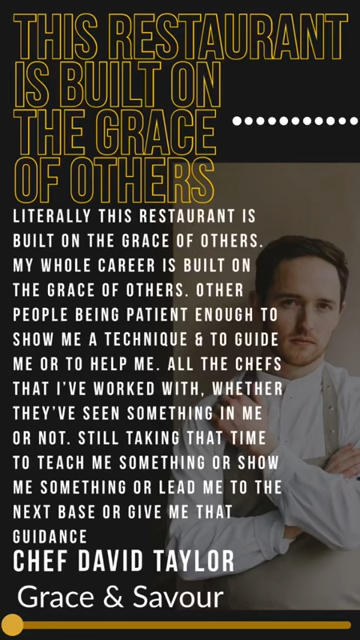 THIS RESTAURANT
IS BUILT ON
THE GRACE
OF OTHERS
LITERALLY THIS RESTAURANT IS
BUILT ON THE GRACE OF OTHERS.
MY WHOLE CAREER IS BUILT ON
THE GRACE OF OTHERS. OTHER
PEOPLE BEING PATIENT ENOUGH TO
SHOW ME A TECHNIQUE & TO GUIDE
ME OR TO HELP ME. ALL THE CHEFS
THAT I'VE WORKED WITH, WHETHER
THEY'VE SEEN SOMETHING IN ME
OR NOT. STILL TAKING THAT TIME
TO TEACH ME SOMETHING OR SHOW
ME SOMETHING OR LEAD ME TO THE
NEXT BASE OR GIVE ME THAT
GUIDANCE
CHEF DAVID TAYLOR
Grace & Savour